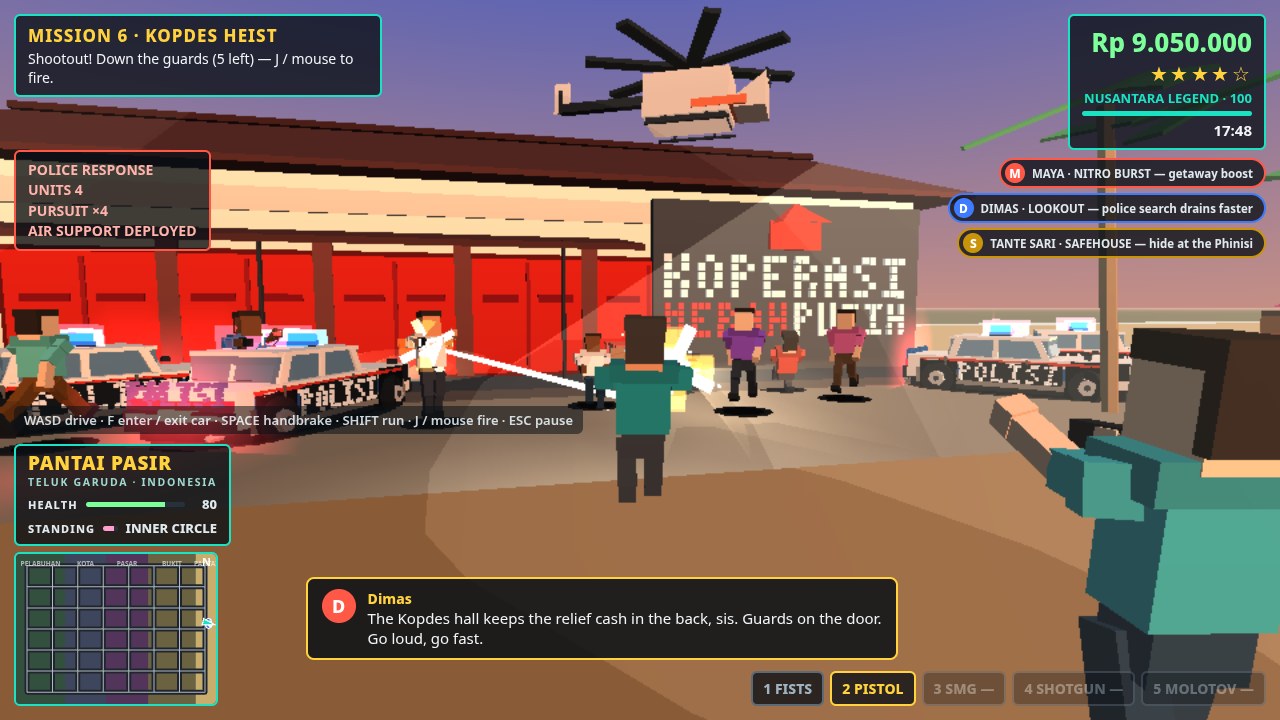 MISSION 6 · KOPDES HEIST
Shootout! Down the guards (5 left) — J / mouse to
fire.
Rp 9.050.000
★★★★☆
NUSANTARA LEGEND · 100
17:48
POLICE RESPONSE
UNITS 4
PURSUIT ×4
AIR SUPPORT DEPLOYED
M MAYA · NITRO BURST — getaway boost
D DIMAS · LOOKOUT — police search drains faster
S TANTE SARI · SAFEHOUSE — hide at the Phinisi
KOPERASI
MERAH PUTIH
POLISI
POLISI
WASD drive · F enter / exit car · SPACE handbrake · SHIFT run · J / mouse fire · ESC pause
PANTAI PASIR
TELUK GARUDA · INDONESIA
HEALTH 80
STANDING INNER CIRCLE
PELABUHAN KOTA PASAR BUKIT N
D Dimas
The Kopdes hall keeps the relief cash in the back, sis. Guards on the door.
Go loud, go fast.
1 FISTS 2 PISTOL 3 SMG — 4 SHOTGUN — 5 MOLOTOV —